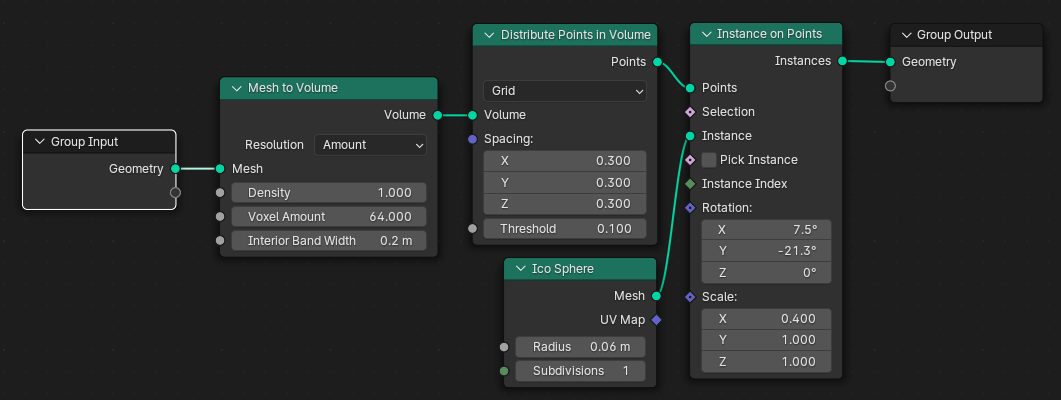 Group Input
Geometry
Mesh to Volume
Volume
Resolution Amount
Mesh
Density 1.000
Voxel Amount 64.000
Interior Band Width 0.2 m
Distribute Points in Volume
Points
Grid
Volume
Spacing:
X 0.300
Y 0.300
Z 0.300
Threshold 0.100
Ico Sphere
Mesh
UV Map
Radius 0.06 m
Subdivisions 1
Instance on Points
Instances
Points
Selection
Instance
Pick Instance
Instance Index
Rotation:
X 7.5°
Y -21.3°
Z 0°
Scale:
X 0.400
Y 1.000
Z 1.000
Group Output
Geometry